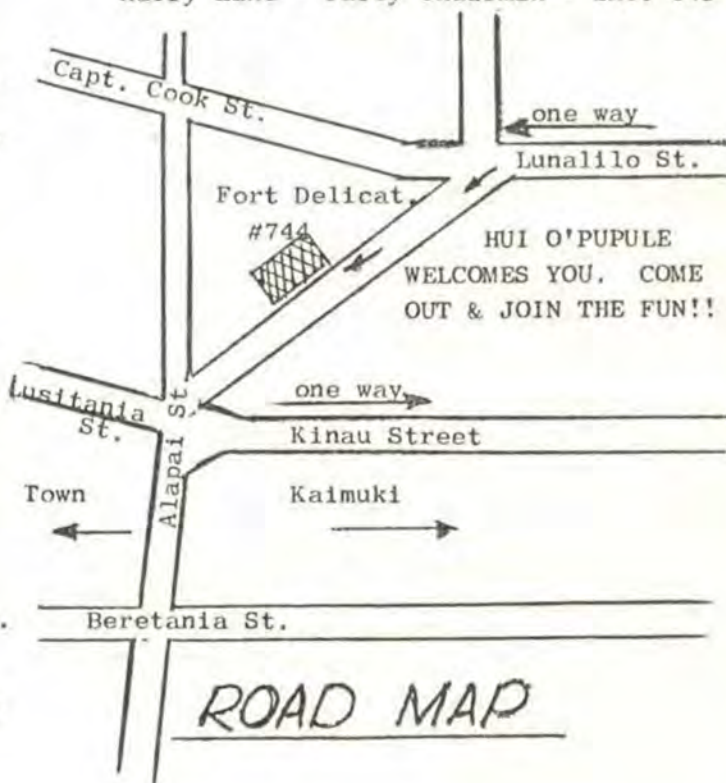 Capt. Cook St.
one way
Lunalilo St.
Fort Delicat.
#744
HUI O'PUPULE
WELCOMES YOU. COME
OUT & JOIN THE FUN!!
Lusitania
St.
Alapai St
one way
Kinau Street
Town
Kaimuki
Beretania St.
ROAD MAP